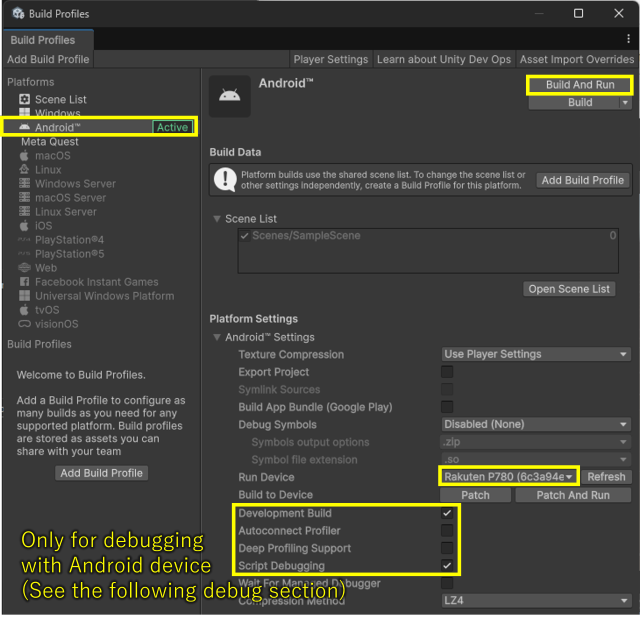 Build Profiles
Build Profiles
Add Build Profile
Player Settings
Learn about Unity Dev Ops
Asset Import Overrides
Platforms
Scene List
Windows
Android™
Active
Meta Quest
macOS
Linux
Windows Server
macOS Server
Linux Server
iOS
PlayStation®4
PlayStation®5
Web
Facebook Instant Games
Universal Windows Platform
tvOS
visionOS
Build Profiles
Welcome to Build Profiles.
Add a Build Profile to configure as
many builds as you need for any
supported platform. Build profiles
are stored as assets you can
share with your team
Add Build Profile
Android™
Build And Run
Build
Build Data
Platform builds use the shared scene list. To change the scene list or
other settings independently, create a Build Profile for this platform.
Add Build Profile
Scene List
Scenes/SampleScene 0
Open Scene List
Platform Settings
Android™ Settings
Texture Compression Use Player Settings
Export Project
Symlink Sources
Build App Bundle (Google Play)
Debug Symbols Disabled (None)
Symbols output options .zip
Symbol file extension .so
Run Device Rakuten P780 (6c3a94e Refresh
Build to Device Patch Patch And Run
Development Build
Autoconnect Profiler
Deep Profiling Support
Script Debugging
Wait For Managed Debugger
Compression Method LZ4
Only for debugging
with Android device
(See the following debug section)